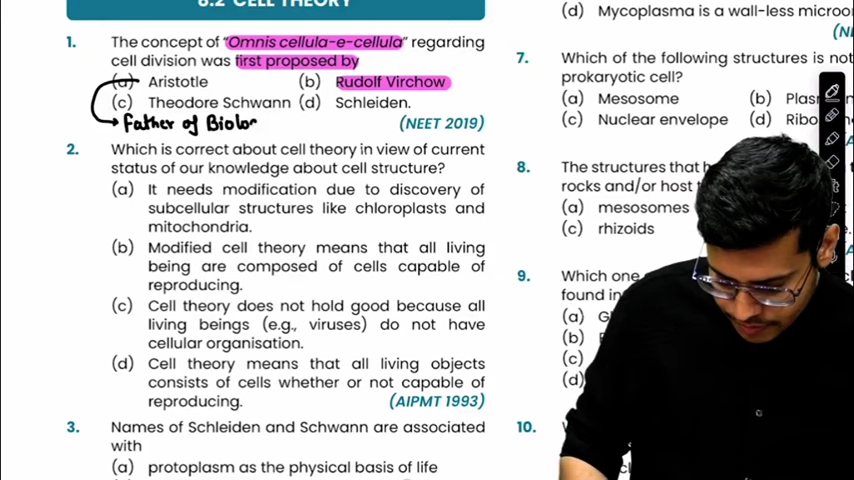 8.2 CELL THEORY
1. The concept of "Omnis cellula-e-cellula" regarding
cell division was first proposed by
(a) Aristotle (b) Rudolf Virchow
(c) Theodore Schwann (d) Schleiden.
Father of Biolo
(NEET 2019)
2. Which is correct about cell theory in view of current
status of our knowledge about cell structure?
(a) It needs modification due to discovery of
subcellular structures like chloroplasts and
mitochondria.
(b) Modified cell theory means that all living
being are composed of cells capable of
reproducing.
(c) Cell theory does not hold good because all
living beings (e.g., viruses) do not have
cellular organisation.
(d) Cell theory means that all living objects
consists of cells whether or not capable of
reproducing. (AIPMT 1993)
3. Names of Schleiden and Schwann are associated
with
(a) protoplasm as the physical basis of life
(d) Mycoplasma is a wall-less microor
7. Which of the following structures is not
prokaryotic cell?
(a) Mesosome (b)
(c) Nuclear envelope (d) Ribo
8. The structures that
rocks and/or host
(a) mesosomes
(c) rhizoids
9. Which one
found in
(a)
(b)
(c)
(d)
10.